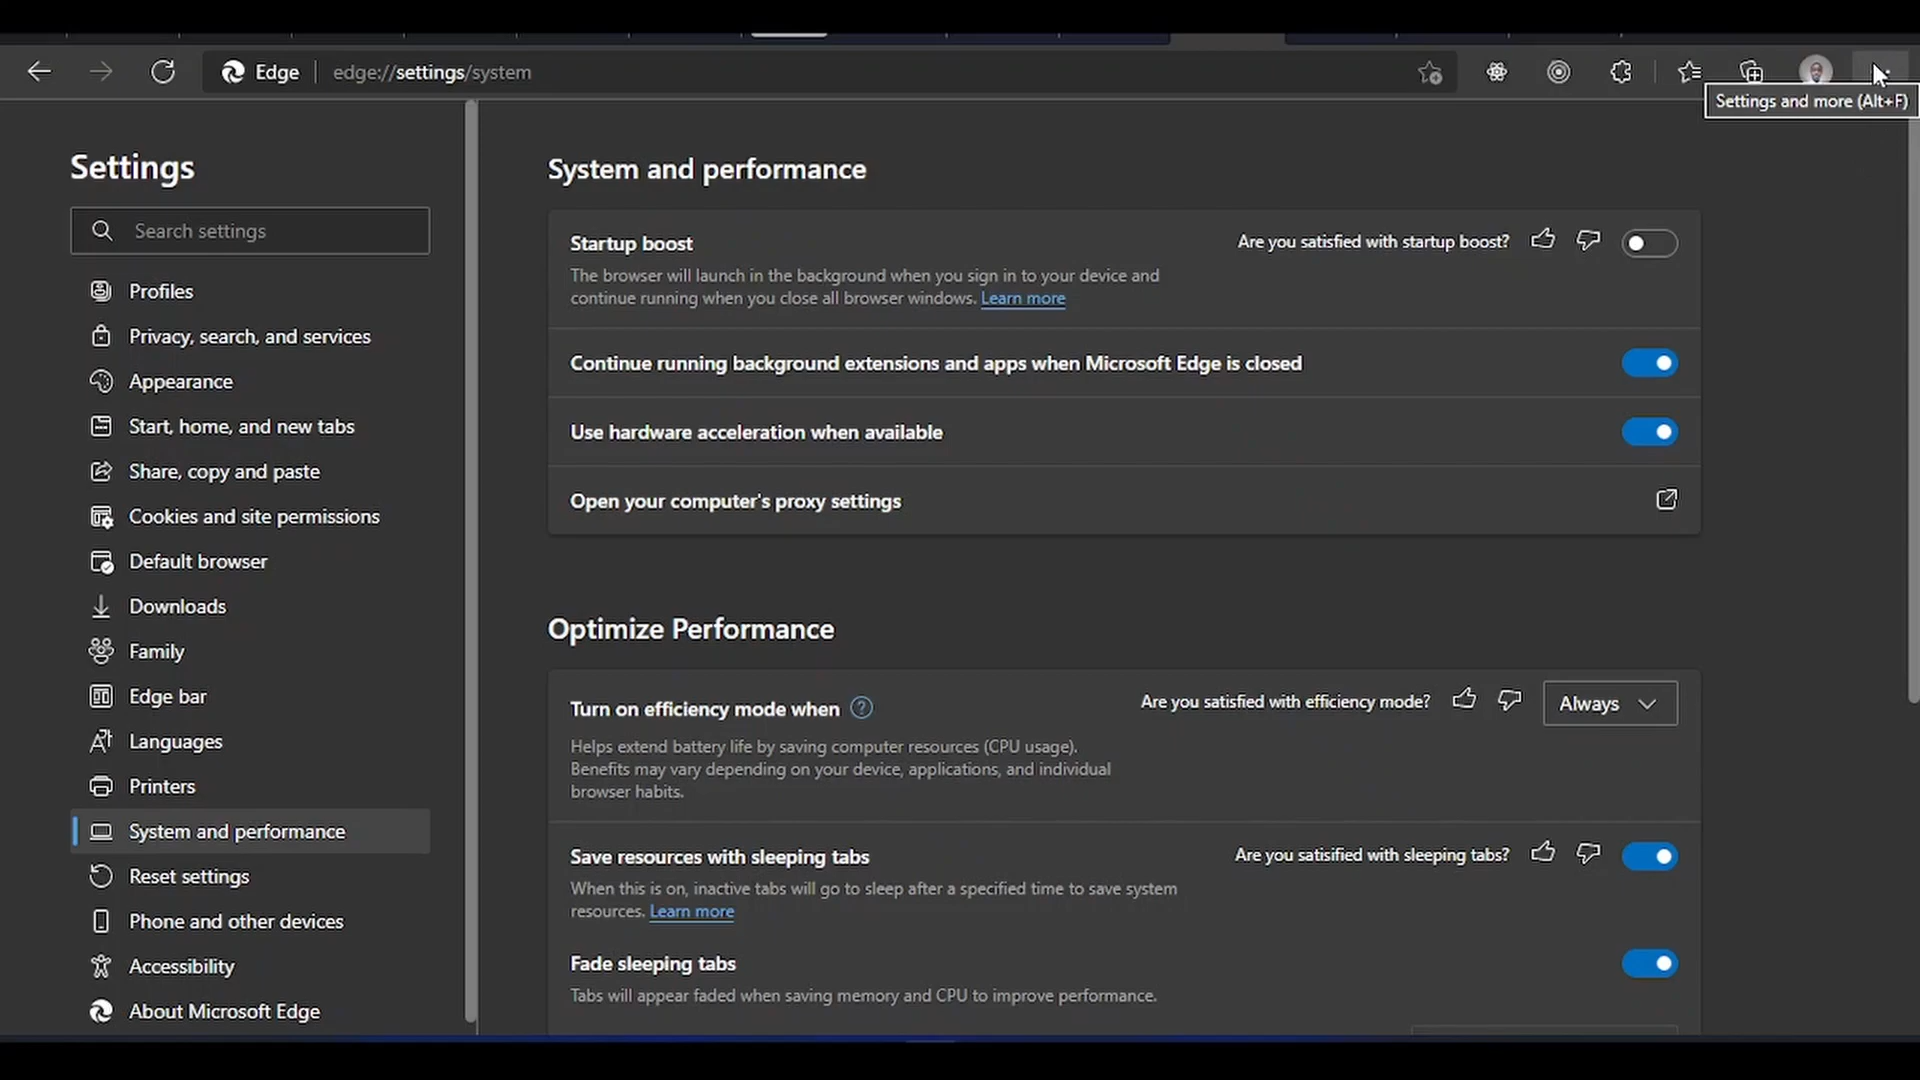 Edge
edge://settings/system
Settings and more (Alt+F)
Settings
Search settings
Profiles
Privacy, search, and services
Appearance
Start, home, and new tabs
Share, copy and paste
Cookies and site permissions
Default browser
Downloads
Family
Edge bar
Languages
Printers
System and performance
Reset settings
Phone and other devices
Accessibility
About Microsoft Edge
System and performance
Startup boost
Are you satisfied with startup boost?
The browser will launch in the background when you sign in to your device and
continue running when you close all browser windows. Learn more
Continue running background extensions and apps when Microsoft Edge is closed
Use hardware acceleration when available
Open your computer's proxy settings
Optimize Performance
Turn on efficiency mode when
Are you satisfied with efficiency mode?
Always
Helps extend battery life by saving computer resources (CPU usage).
Benefits may vary depending on your device, applications, and individual
browser habits.
Save resources with sleeping tabs
Are you satisfied with sleeping tabs?
When this is on, inactive tabs will go to sleep after a specified time to save system
resources. Learn more
Fade sleeping tabs
Tabs will appear faded when saving memory and CPU to improve performance.